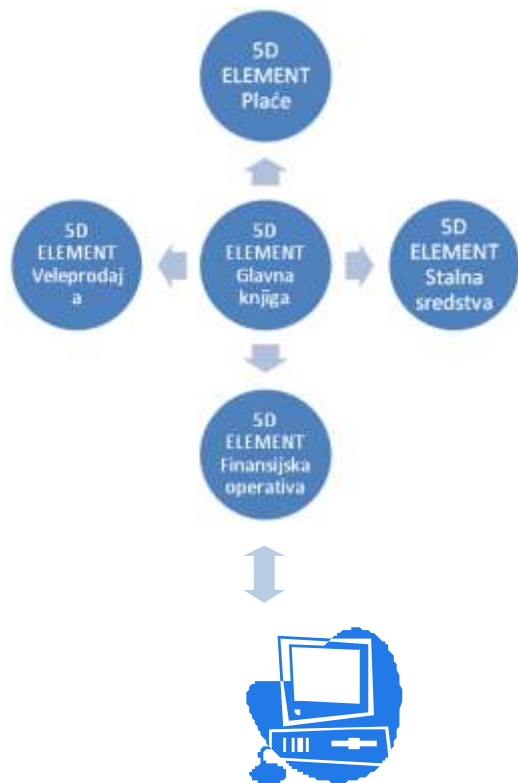 5D
ELEMENT
Plaće
5D
ELEMENT
Veleprodaj
a
5D
ELEMENT
Glavna
knjiga
5D
ELEMENT
Stalna
sredstva
5D
ELEMENT
Finansijska
operativa